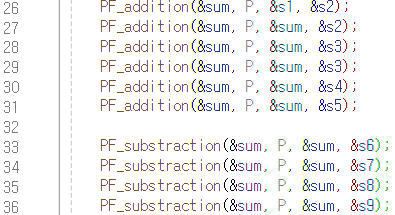 26 PF_addition(&sum, P, &s1, &s2);
27 PF_addition(&sum, P, &sum, &s2);
28 PF_addition(&sum, P, &sum, &s3);
29 PF_addition(&sum, P, &sum, &s3);
30 PF_addition(&sum, P, &sum, &s4);
31 PF_addition(&sum, P, &sum, &s5);
32
33 PF_substraction(&sum, P, &sum, &s6);
34 PF_substraction(&sum, P, &sum, &s7);
35 PF_substraction(&sum, P, &sum, &s8);
36 PF_substraction(&sum, P, &sum, &s9);